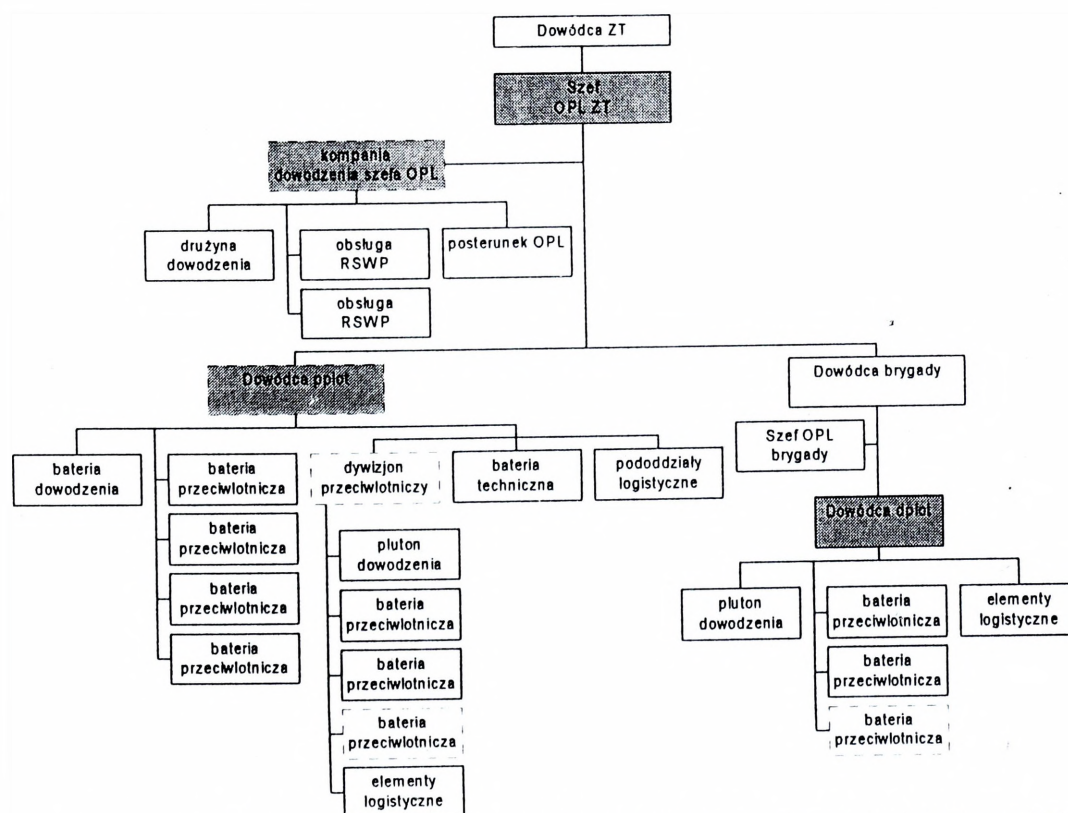 Dowódca ZT
Szef
OPL ZT
kompania
dowodzenia szefa OPL
drużyna
dowodzenia
obsługa
RSWP
posterunek OPL
obsługa
RSWP
Dowódca pplot
Dowódca brygady
Szef OPL
brygady
bateria
dowodzenia
bateria
przeciwlotnicza
bateria
przeciwlotnicza
bateria
przeciwlotnicza
bateria
przeciwlotnicza
dywizjon
przeciwlotniczy
bateria
techniczna
pododdziały
logistyczne
pluton
dowodzenia
bateria
przeciwlotnicza
bateria
przeciwlotnicza
bateria
przeciwlotnicza
elementy
logistyczne
Dowódca dplot
pluton
dowodzenia
bateria
przeciwlotnicza
bateria
przeciwlotnicza
bateria
przeciwlotnicza
elementy
logistyczne